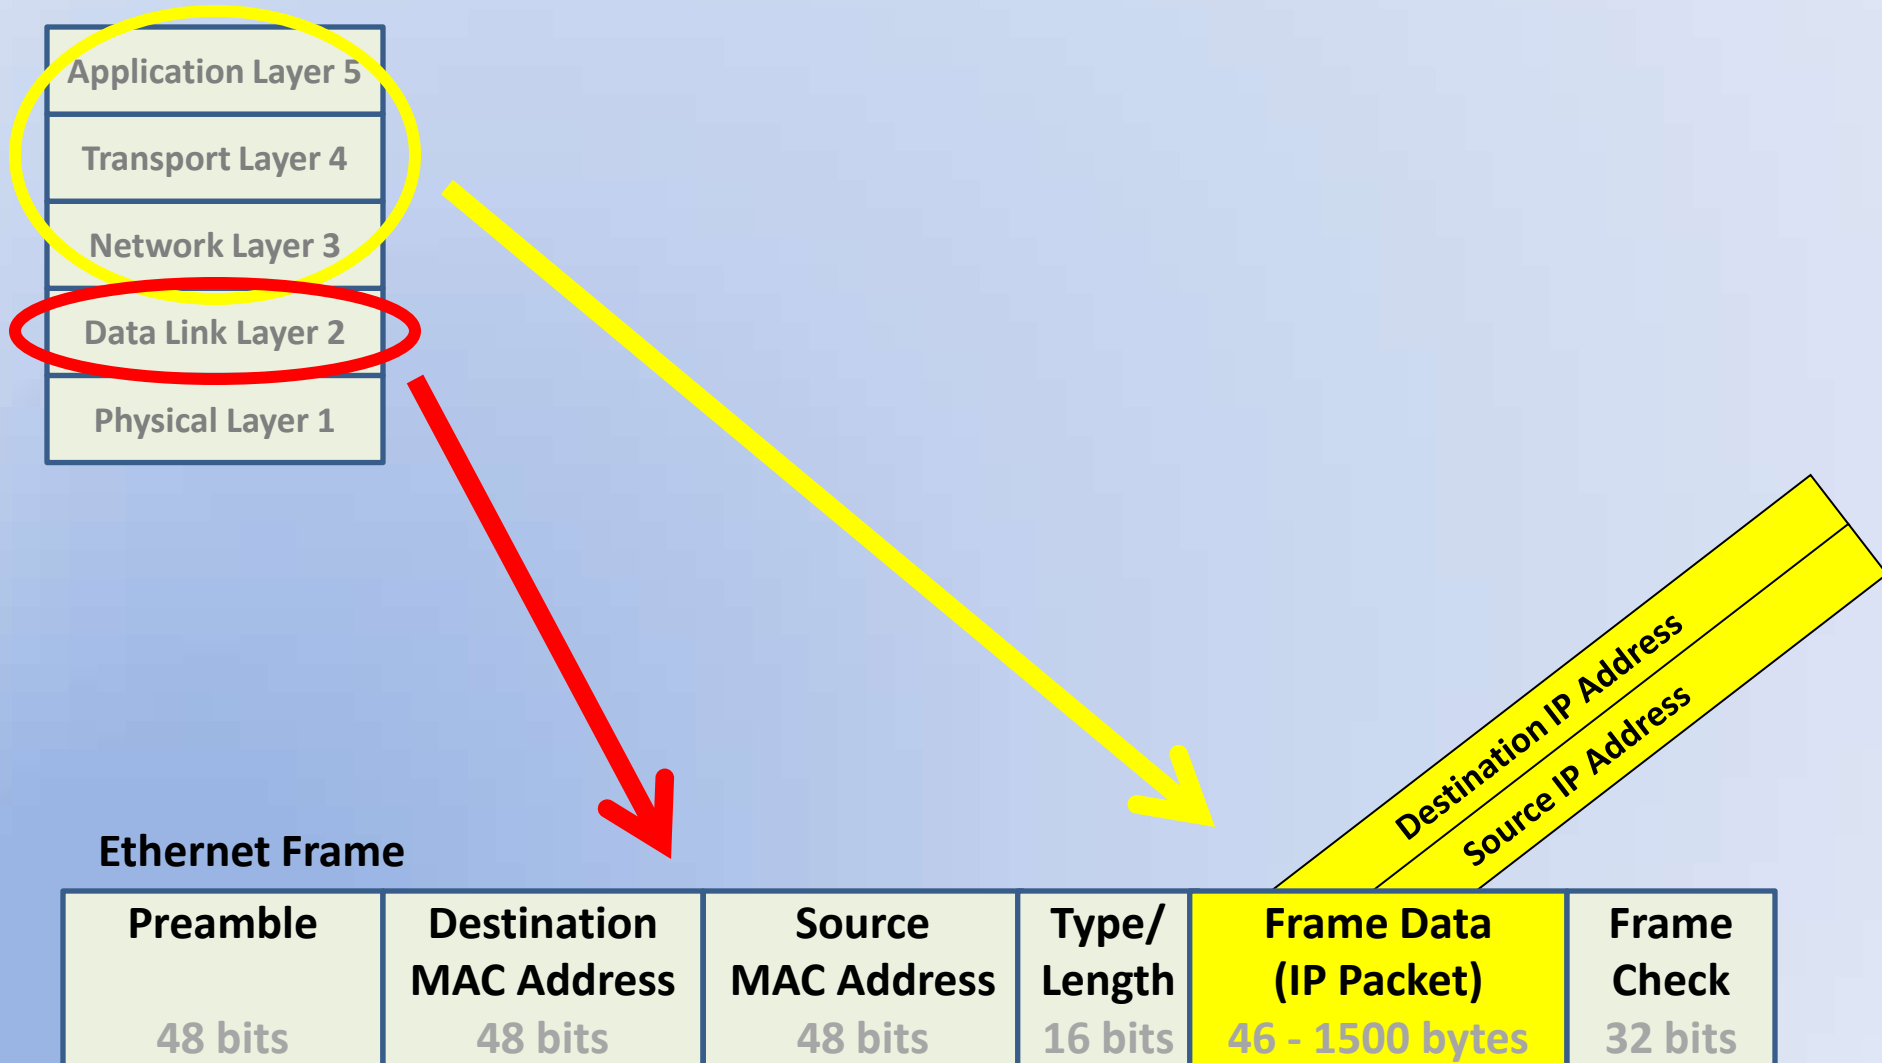 Application Layer 5
Transport Layer 4
Network Layer 3
Data Link Layer 2
Physical Layer 1
Destination IP Address
Source IP Address
Ethernet Frame
Preamble
48 bits
Destination
MAC Address
48 bits
Source
MAC Address
48 bits
Type/
Length
16 bits
Frame Data
(IP Packet)
46 - 1500 bytes
Frame
Check
32 bits